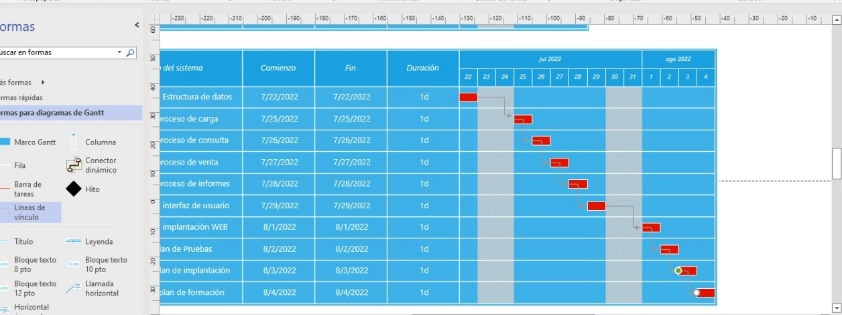 -230 -220 -210 -200 -190 -180 -170 -160 -150 -140 -130 -120 -110 -100 -90 -80 -70 -60 -50 -40 -30 -20 -10
ormas
uscar en formas
ás formas
rmas rápidas
ormas para diagramas de Gantt
Marco Gantt
Columna
Fila
Conector
dinámico
Barra de
tareas
Hito
Líneas de
vínculo
Título
Leyenda
Bloque texto
8 pto
Bloque texto
10 pto
Bloque texto
12 pto
Llamada
horizontal
Horizontal
del sistema Comienzo Fin Duración jul 2022 ago 2022
22 23 24 25 26 27 28 29 30 31 1 2 3 4
Estructura de datos 7/22/2022 7/22/2022 1d
roceso de carga 7/25/2022 7/25/2022 1d
roceso de consulta 7/26/2022 7/26/2022 1d
roceso de venta 7/27/2022 7/27/2022 1d
roceso de informes 7/28/2022 7/28/2022 1d
interfaz de usuario 7/29/2022 7/29/2022 1d
implantación WEB 8/1/2022 8/1/2022 1d
lan de Pruebas 8/2/2022 8/2/2022 1d
lan de implantación 8/3/2022 8/3/2022 1d
plan de formación 8/4/2022 8/4/2022 1d